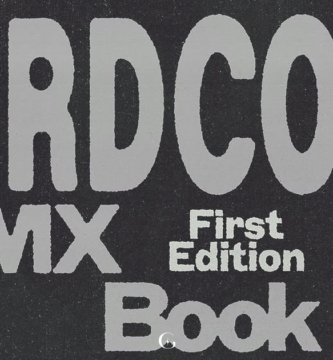 RDCO
MX
First
Edition
Book